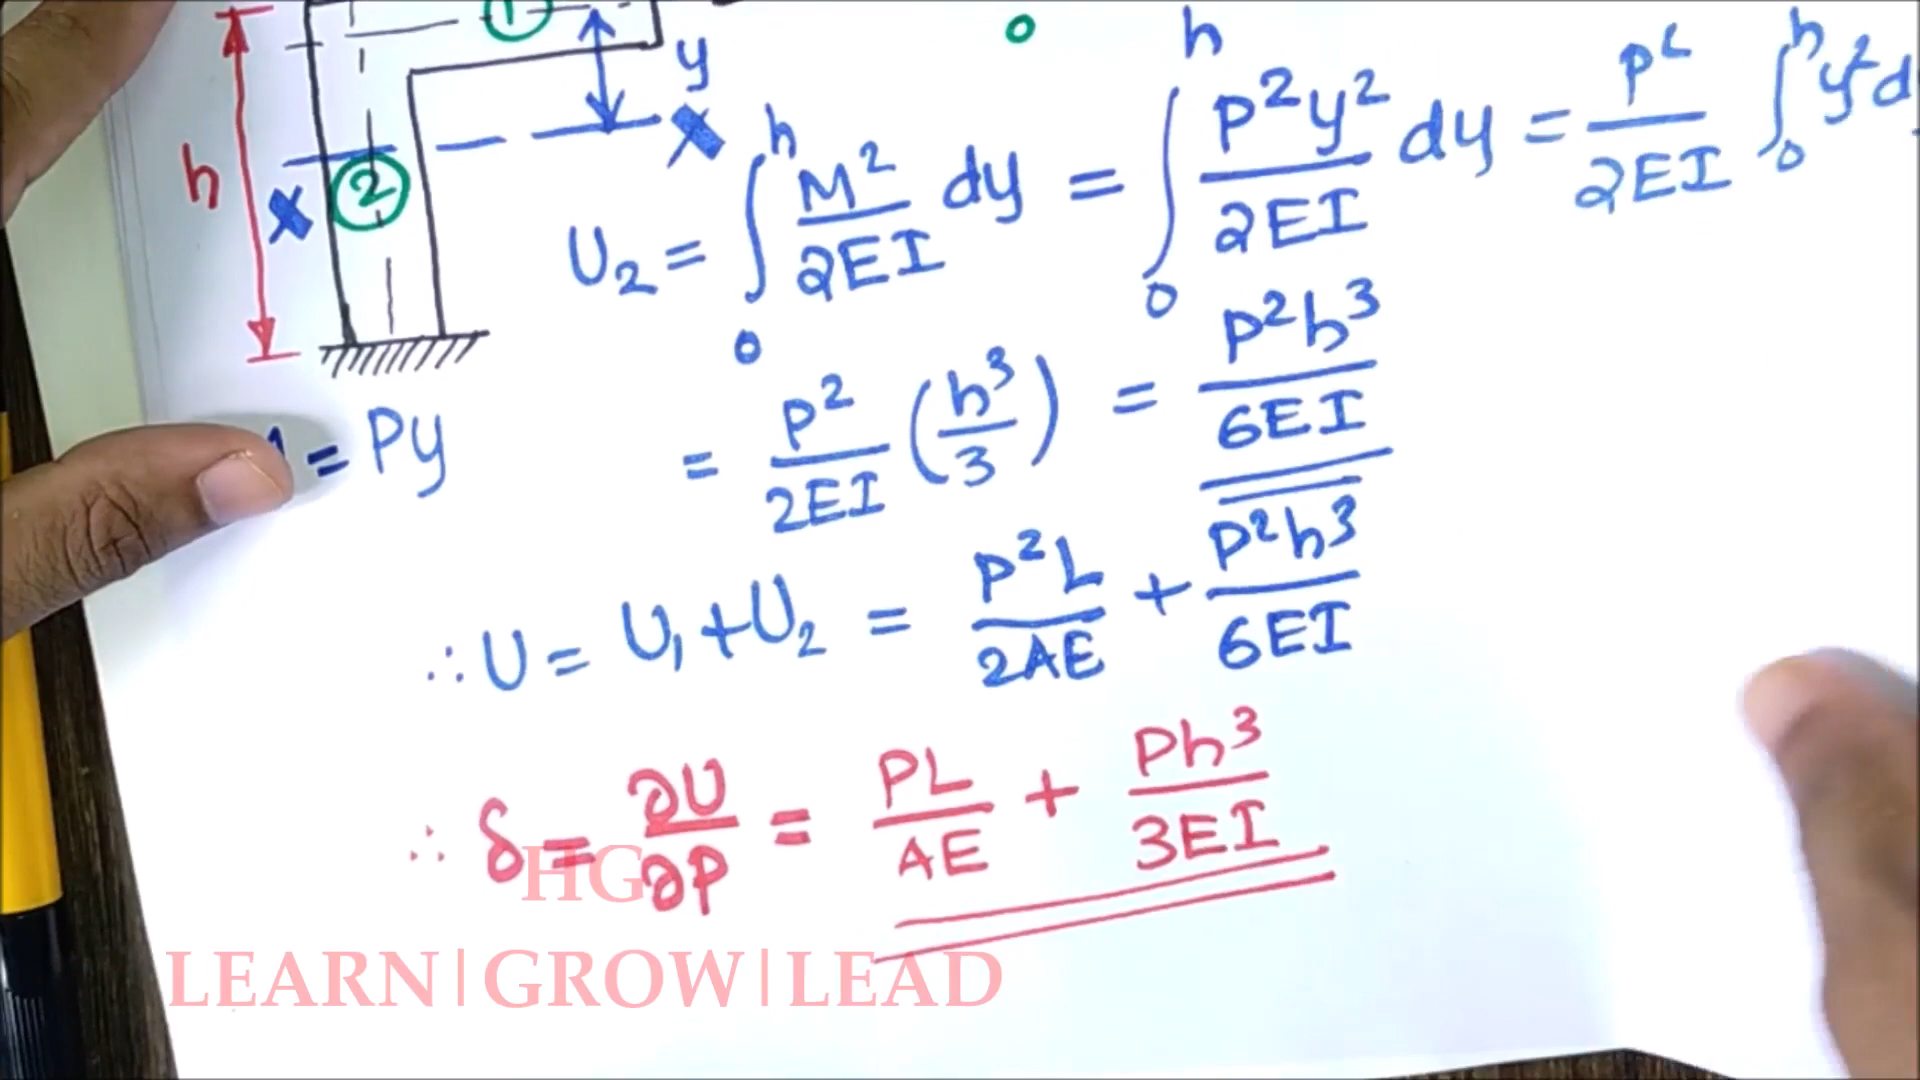 ①
y
h
X
X
②
U₂ = ∫₀ʰ M²/2EI dy = ∫₀ʰ P²y²/2EI dy = P²/2EI ∫₀ʰ y² d
= Py
= P²/2EI (h³/3) = P²h³/6EI
∴ U = U₁ + U₂ = P²L/2AE + P²h³/6EI
∴ δ = ∂U/∂P = PL/AE + Ph³/3EI
HG
LEARN|GROW|LEAD